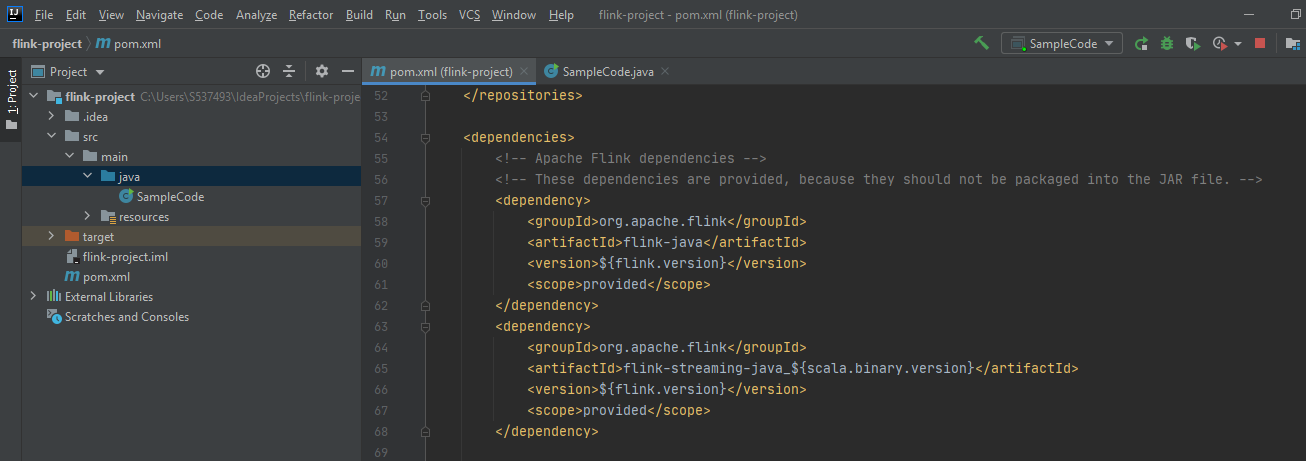 File Edit View Navigate Code Analyze Refactor Build Run Tools VCS Window Help flink-project - pom.xml (flink-project)
flink-project pom.xml SampleCode
1: Project
Project
flink-project C:\Users\S537493\IdeaProjects\flink-proje
.idea
src
main
java
SampleCode
resources
target
flink-project.iml
pom.xml
External Libraries
Scratches and Consoles
pom.xml (flink-project) SampleCode.java
52 </repositories>
53
54 <dependencies>
55 <!-- Apache Flink dependencies -->
56 <!-- These dependencies are provided, because they should not be packaged into the JAR file. -->
57 <dependency>
58 <groupId>org.apache.flink</groupId>
59 <artifactId>flink-java</artifactId>
60 <version>${flink.version}</version>
61 <scope>provided</scope>
62 </dependency>
63 <dependency>
64 <groupId>org.apache.flink</groupId>
65 <artifactId>flink-streaming-java_${scala.binary.version}</artifactId>
66 <version>${flink.version}</version>
67 <scope>provided</scope>
68 </dependency>
69